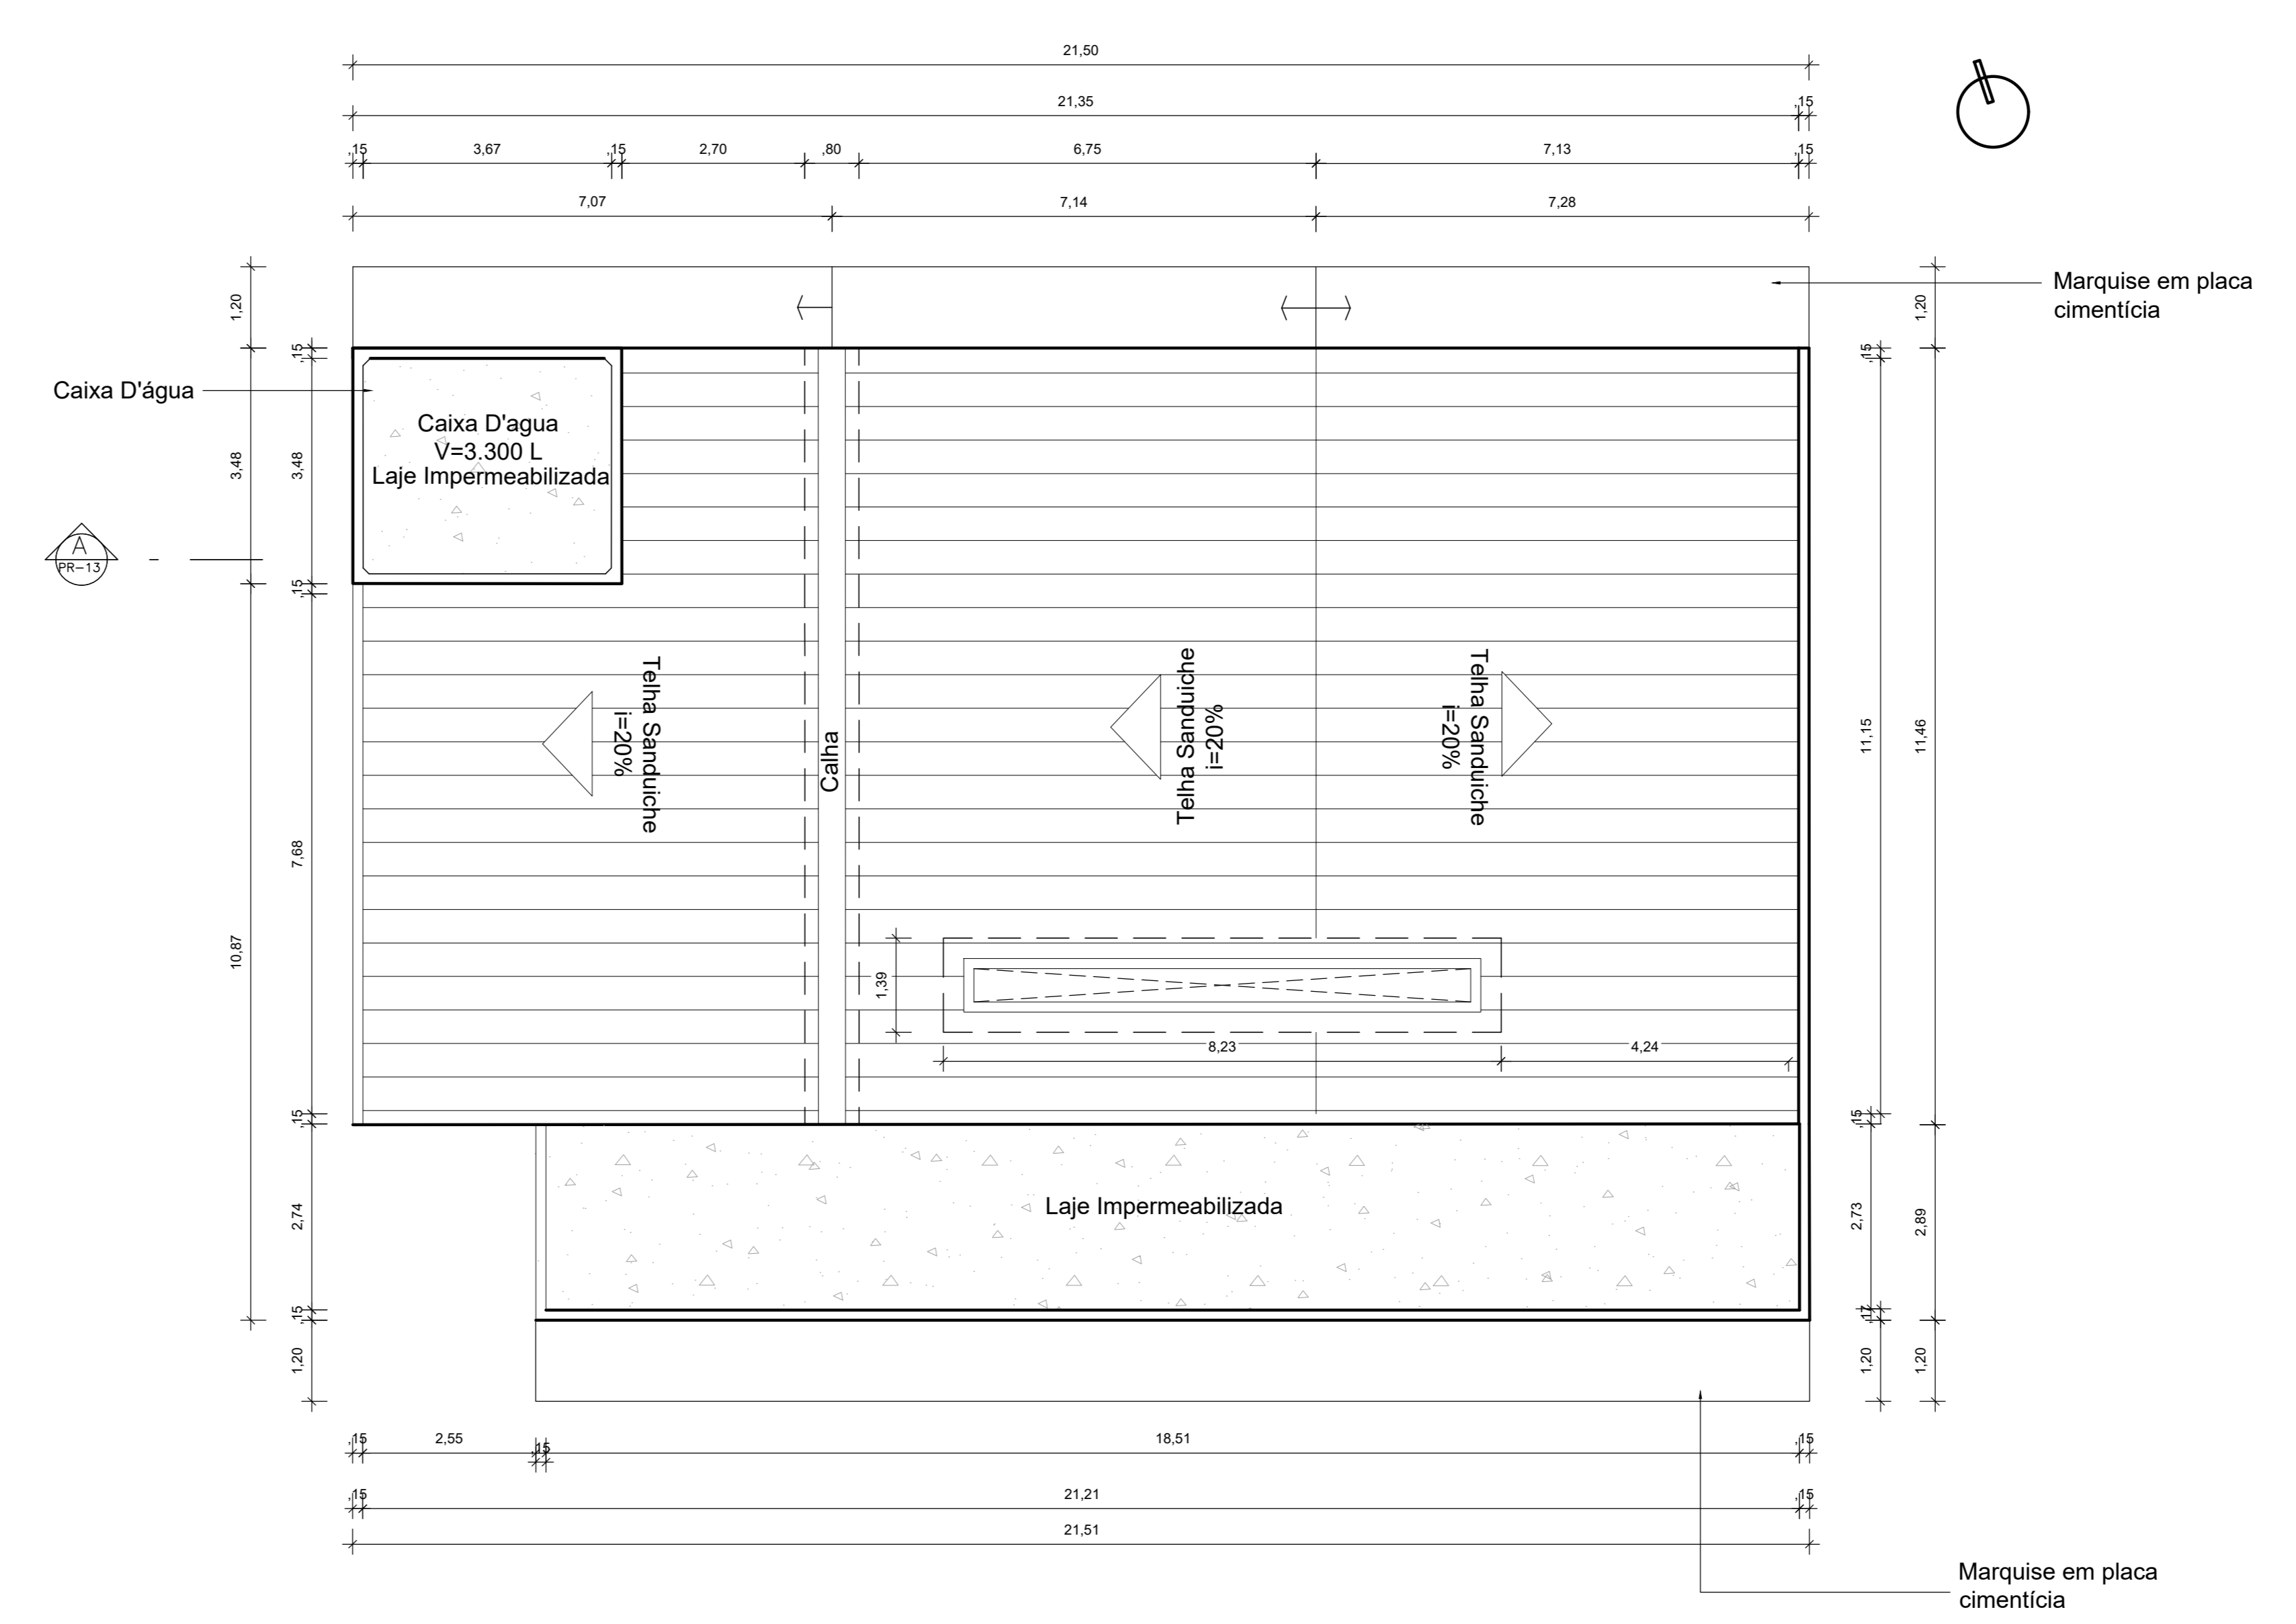 21,50
21,35
,15
,15
3,67
,15
2,70
,80
6,75
7,13
,15
7,07
7,14
7,28
Marquise em placa
cimentícia
1,20
1,20
,15
,15
Caixa D'água
Caixa D'agua
V=3.300 L
Laje Impermeabilizada
3,48
3,48
A
PR-13
,15
Telha Sanduiche
i=20%
Calha
Telha Sanduiche
i=20%
Telha Sanduiche
i=20%
11,15
11,46
7,68
10,87
1,39
8,23
4,24
,15
,15
Laje Impermeabilizada
2,74
2,73
2,89
,15
,17
1,20
1,20
1,20
,15
2,55
,15
18,51
,15
,15
21,21
,15
21,51
Marquise em placa
cimentícia